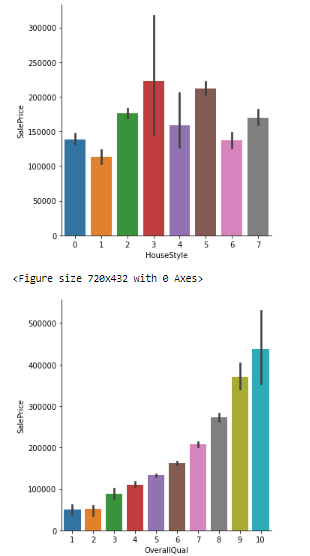 300000
250000
200000
150000
100000
50000
0
SalePrice
0 1 2 3 4 5 6 7
HouseStyle
<Figure size 720x432 with 0 Axes>
500000
400000
300000
200000
100000
0
SalePrice
1 2 3 4 5 6 7 8 9 10
OverallQual